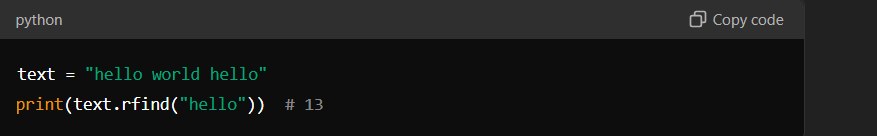 python
Copy code
text = "hello world hello"
print(text.rfind("hello"))  # 13